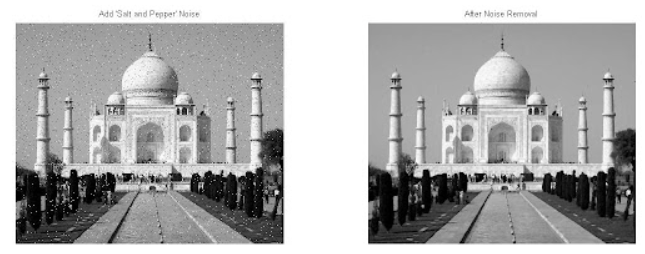 Add 'Salt and Pepper' Noise
After Noise Removal